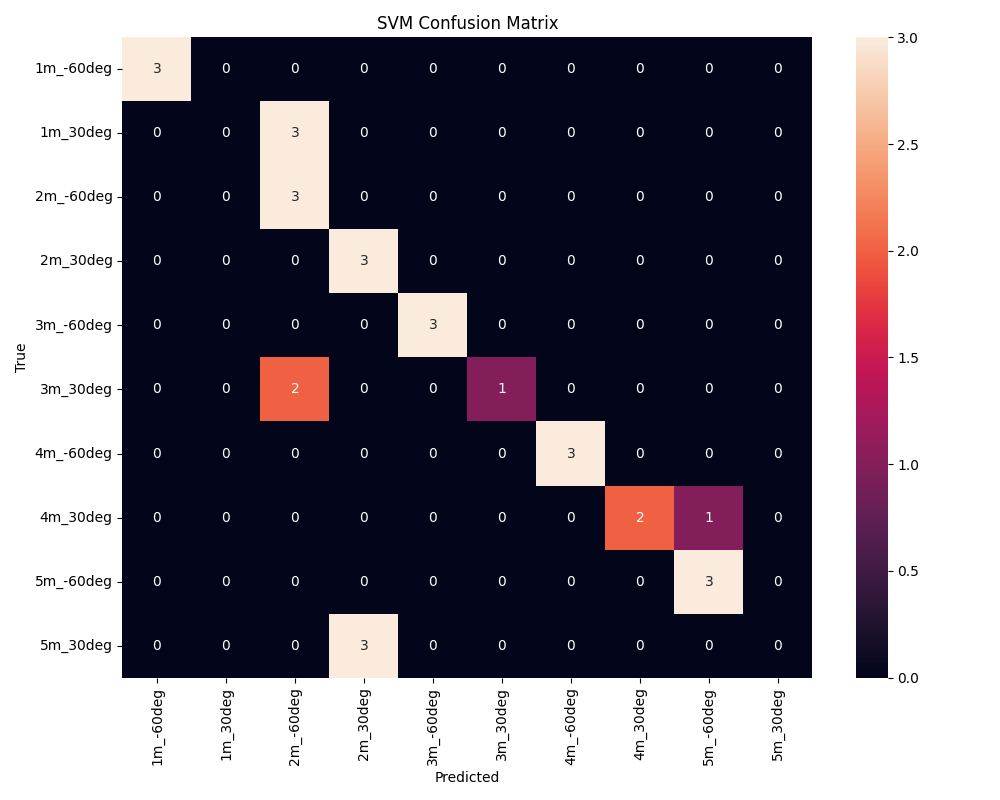 SVM Confusion Matrix
1m_-60deg 3 0 0 0 0 0 0 0 0 0
1m_30deg 0 0 3 0 0 0 0 0 0 0
2m_-60deg 0 0 3 0 0 0 0 0 0 0
2m_30deg 0 0 0 3 0 0 0 0 0 0
3m_-60deg 0 0 0 0 3 0 0 0 0 0
3m_30deg 0 0 2 0 0 1 0 0 0 0
4m_-60deg 0 0 0 0 0 0 3 0 0 0
4m_30deg 0 0 0 0 0 0 0 2 1 0
5m_-60deg 0 0 0 0 0 0 0 0 3 0
5m_30deg 0 0 0 3 0 0 0 0 0 0
True
1m_-60deg 1m_30deg 2m_-60deg 2m_30deg 3m_-60deg 3m_30deg 4m_-60deg 4m_30deg 5m_-60deg 5m_30deg
Predicted
3.0
2.5
2.0
1.5
1.0
0.5
0.0